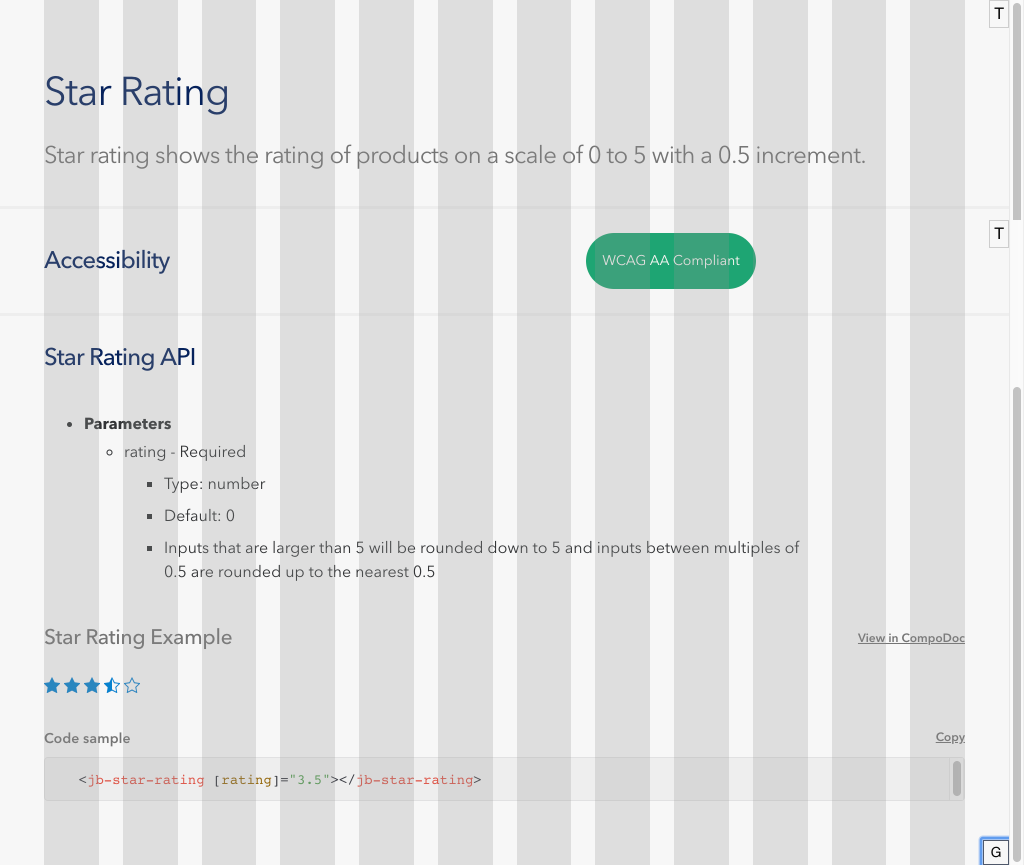 T
Star Rating
Star rating shows the rating of products on a scale of 0 to 5 with a 0.5 increment.
T
Accessibility
WCAG AA Compliant
Star Rating API
Parameters
rating - Required
Type: number
Default: 0
Inputs that are larger than 5 will be rounded down to 5 and inputs between multiples of
0.5 are rounded up to the nearest 0.5
Star Rating Example
View in CompoDoc
Code sample
Copy
<jb-star-rating [rating]="3.5"></jb-star-rating>
G